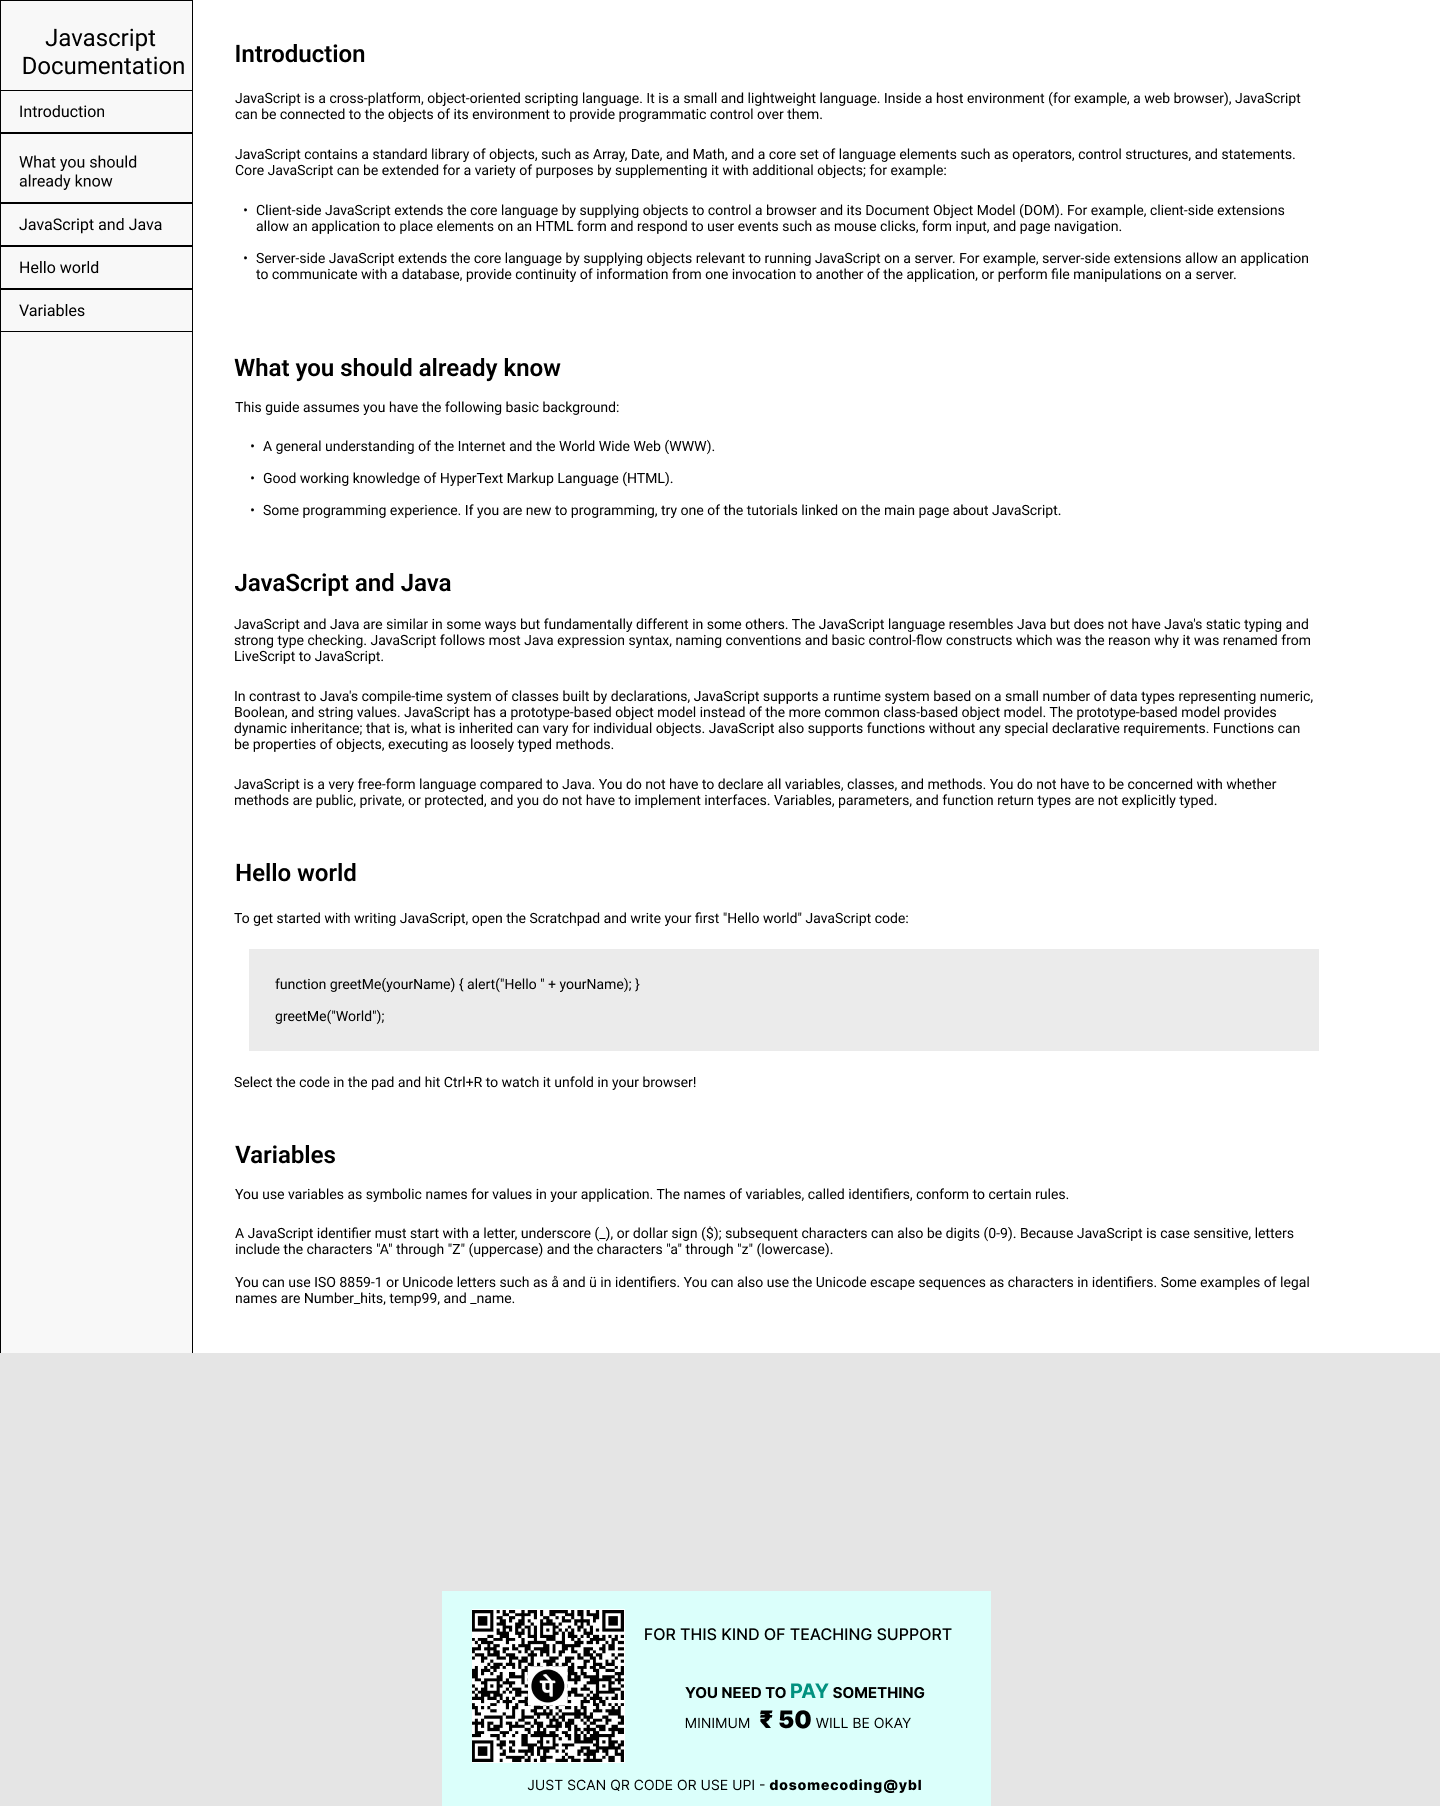 Javascript
Documentation
Introduction
What you should
already know
JavaScript and Java
Hello world
Variables
Introduction
JavaScript is a cross-platform, object-oriented scripting language. It is a small and lightweight language. Inside a host environment (for example, a web browser), JavaScript
can be connected to the objects of its environment to provide programmatic control over them.
JavaScript contains a standard library of objects, such as Array, Date, and Math, and a core set of language elements such as operators, control structures, and statements.
Core JavaScript can be extended for a variety of purposes by supplementing it with additional objects; for example:
• Client-side JavaScript extends the core language by supplying objects to control a browser and its Document Object Model (DOM). For example, client-side extensions
allow an application to place elements on an HTML form and respond to user events such as mouse clicks, form input, and page navigation.
• Server-side JavaScript extends the core language by supplying objects relevant to running JavaScript on a server. For example, server-side extensions allow an application
to communicate with a database, provide continuity of information from one invocation to another of the application, or perform file manipulations on a server.
What you should already know
This guide assumes you have the following basic background:
• A general understanding of the Internet and the World Wide Web (WWW).
• Good working knowledge of HyperText Markup Language (HTML).
• Some programming experience. If you are new to programming, try one of the tutorials linked on the main page about JavaScript.
JavaScript and Java
JavaScript and Java are similar in some ways but fundamentally different in some others. The JavaScript language resembles Java but does not have Java's static typing and
strong type checking. JavaScript follows most Java expression syntax, naming conventions and basic control-flow constructs which was the reason why it was renamed from
LiveScript to JavaScript.
In contrast to Java's compile-time system of classes built by declarations, JavaScript supports a runtime system based on a small number of data types representing numeric,
Boolean, and string values. JavaScript has a prototype-based object model instead of the more common class-based object model. The prototype-based model provides
dynamic inheritance; that is, what is inherited can vary for individual objects. JavaScript also supports functions without any special declarative requirements. Functions can
be properties of objects, executing as loosely typed methods.
JavaScript is a very free-form language compared to Java. You do not have to declare all variables, classes, and methods. You do not have to be concerned with whether
methods are public, private, or protected, and you do not have to implement interfaces. Variables, parameters, and function return types are not explicitly typed.
Hello world
To get started with writing JavaScript, open the Scratchpad and write your first "Hello world" JavaScript code:
function greetMe(yourName) { alert("Hello " + yourName); }
greetMe("World");
Select the code in the pad and hit Ctrl+R to watch it unfold in your browser!
Variables
You use variables as symbolic names for values in your application. The names of variables, called identifiers, conform to certain rules.
A JavaScript identifier must start with a letter, underscore (_), or dollar sign ($); subsequent characters can also be digits (0-9). Because JavaScript is case sensitive, letters
include the characters "A" through "Z" (uppercase) and the characters "a" through "z" (lowercase).
You can use ISO 8859-1 or Unicode letters such as å and ü in identifiers. You can also use the Unicode escape sequences as characters in identifiers. Some examples of legal
names are Number_hits, temp99, and _name.
पे
FOR THIS KIND OF TEACHING SUPPORT
YOU NEED TO PAY SOMETHING
MINIMUM ₹ 50 WILL BE OKAY
JUST SCAN QR CODE OR USE UPI - dosomecoding@ybl